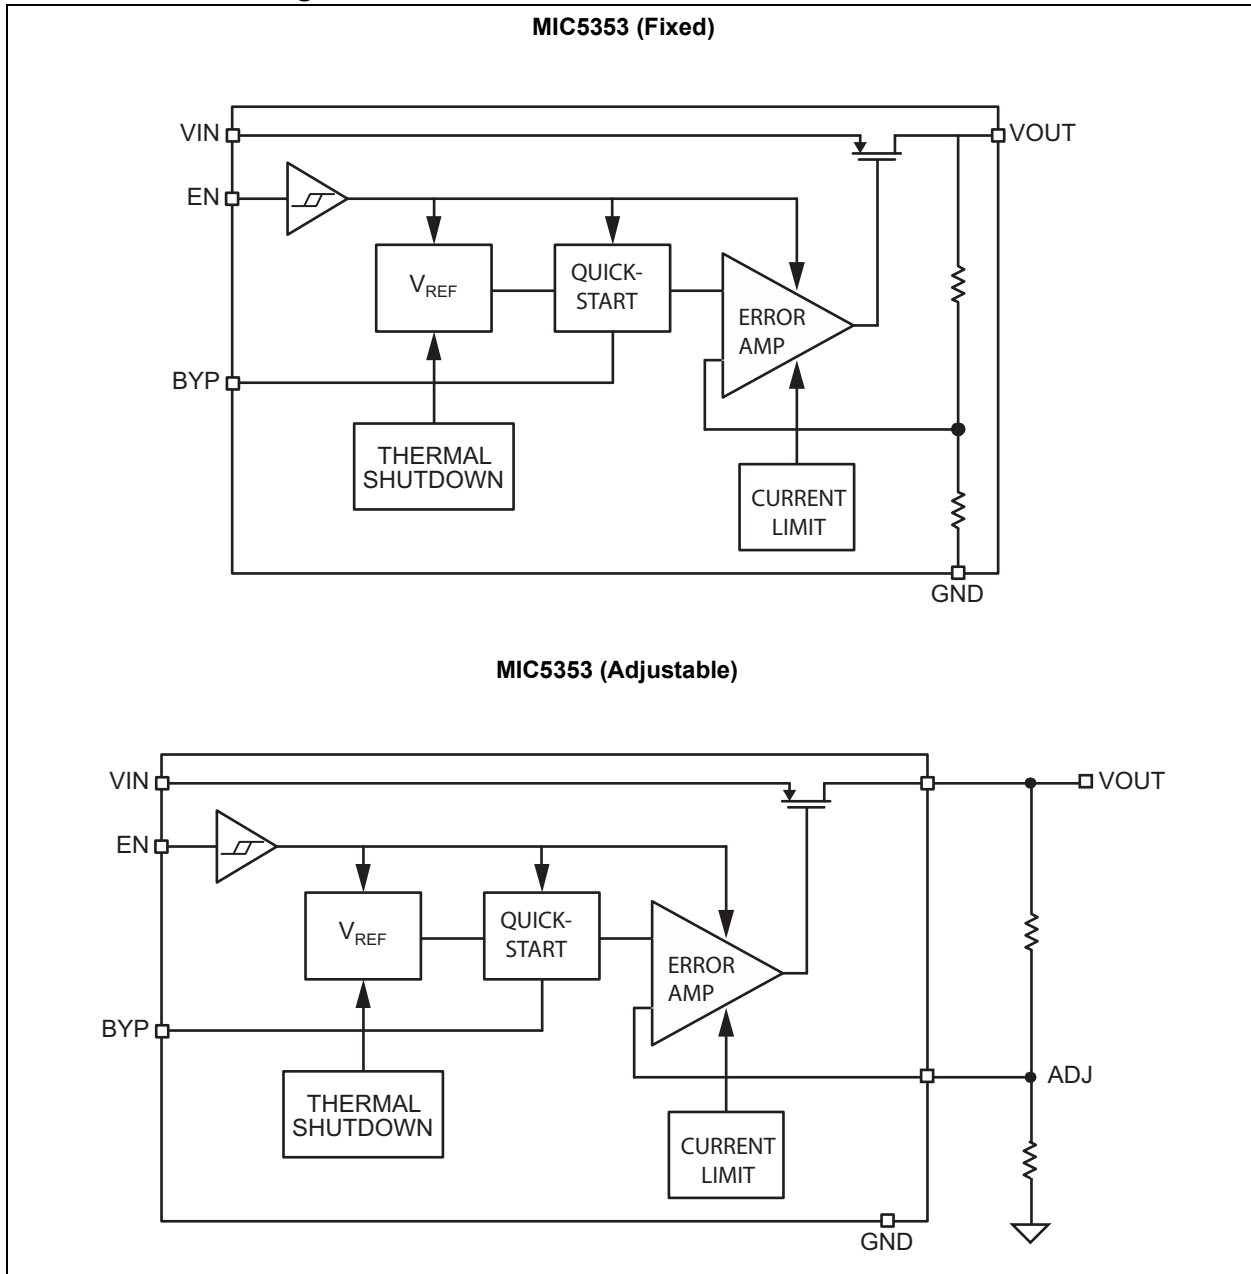 MIC5353 (Fixed)
VIN
VOUT
EN
VREF
QUICK-
START
ERROR
AMP
BYP
THERMAL
SHUTDOWN
CURRENT
LIMIT
GND
MIC5353 (Adjustable)
VIN
VOUT
EN
VREF
QUICK-
START
ERROR
AMP
BYP
ADJ
THERMAL
SHUTDOWN
CURRENT
LIMIT
GND